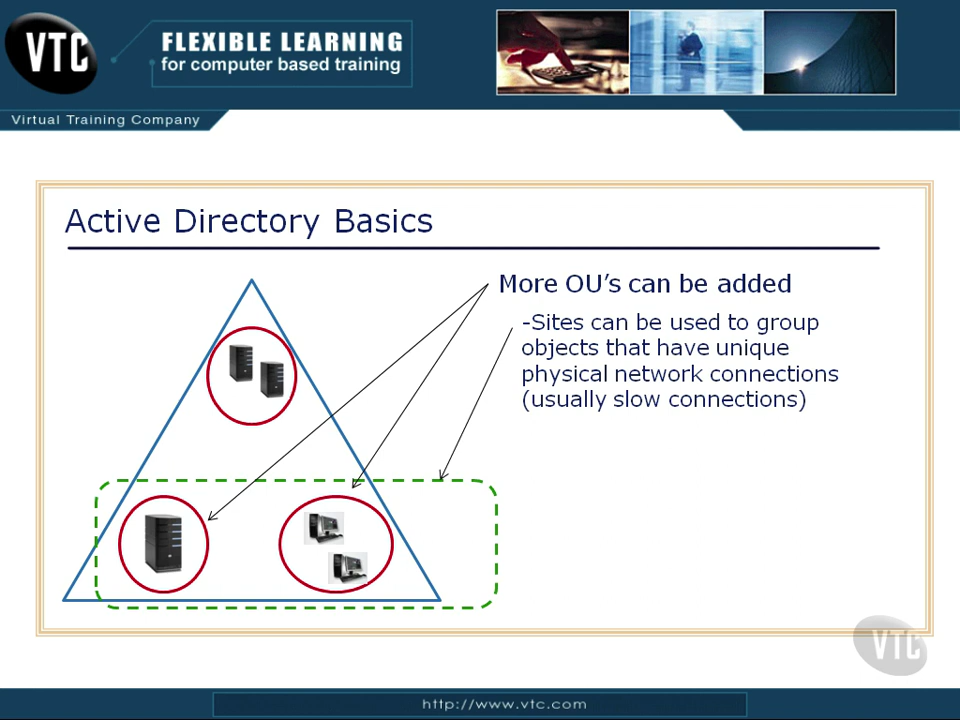 VTC
FLEXIBLE LEARNING
for computer based training
Virtual Training Company
Active Directory Basics
More OU's can be added
-Sites can be used to group
objects that have unique
physical network connections
(usually slow connections)
VTC
http://www.vtc.com